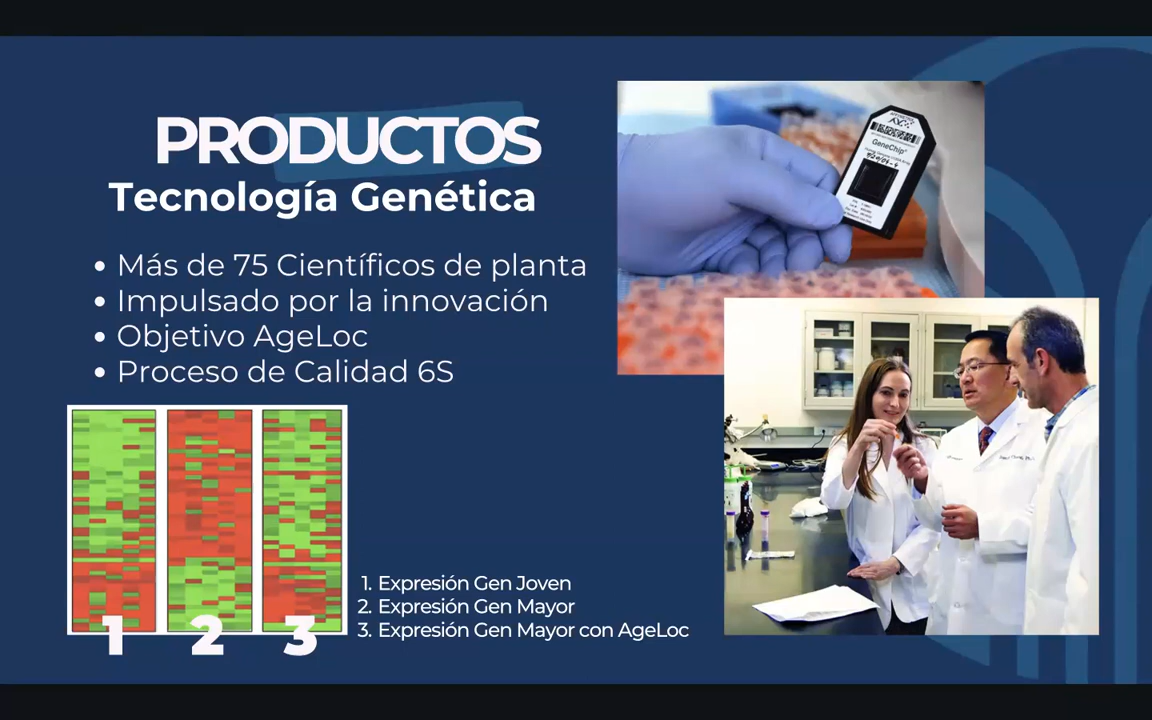 PRODUCTOS
Tecnología Genética
• Más de 75 Científicos de planta
• Impulsado por la innovación
• Objetivo AgeLoc
• Proceso de Calidad 6S
GeneChip®
1 2 3
1. Expresión Gen Joven
2. Expresión Gen Mayor
3. Expresión Gen Mayor con AgeLoc